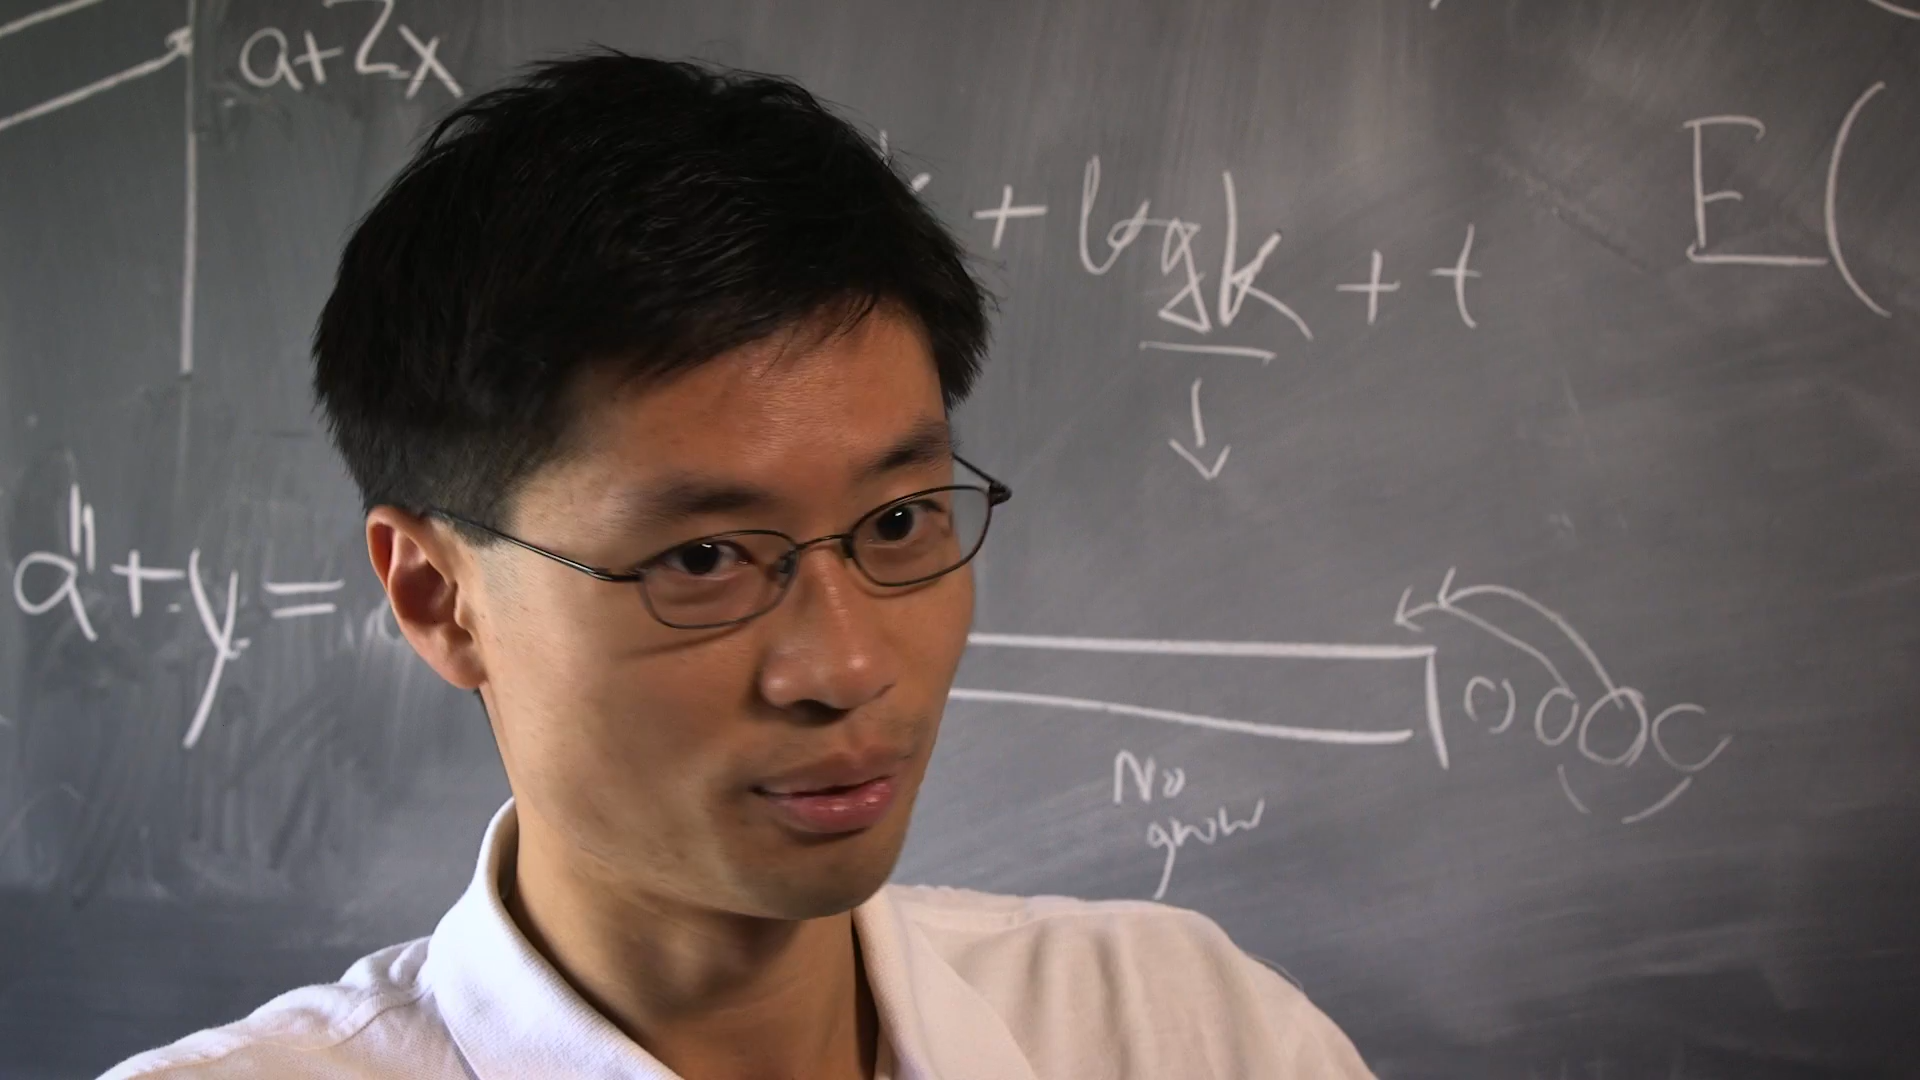 a+2x
+ log k + t
E(
a"+y=
No
grow